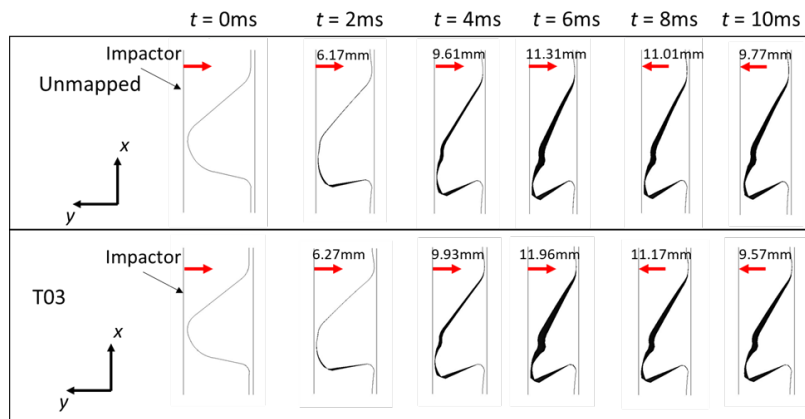 t = 0ms t = 2ms t = 4ms t = 6ms t = 8ms t = 10ms
Impactor 6.17mm 9.61mm 11.31mm 11.01mm 9.77mm
Unmapped
x
y
Impactor 6.27mm 9.93mm 11.96mm 11.17mm 9.57mm
T03
x
y